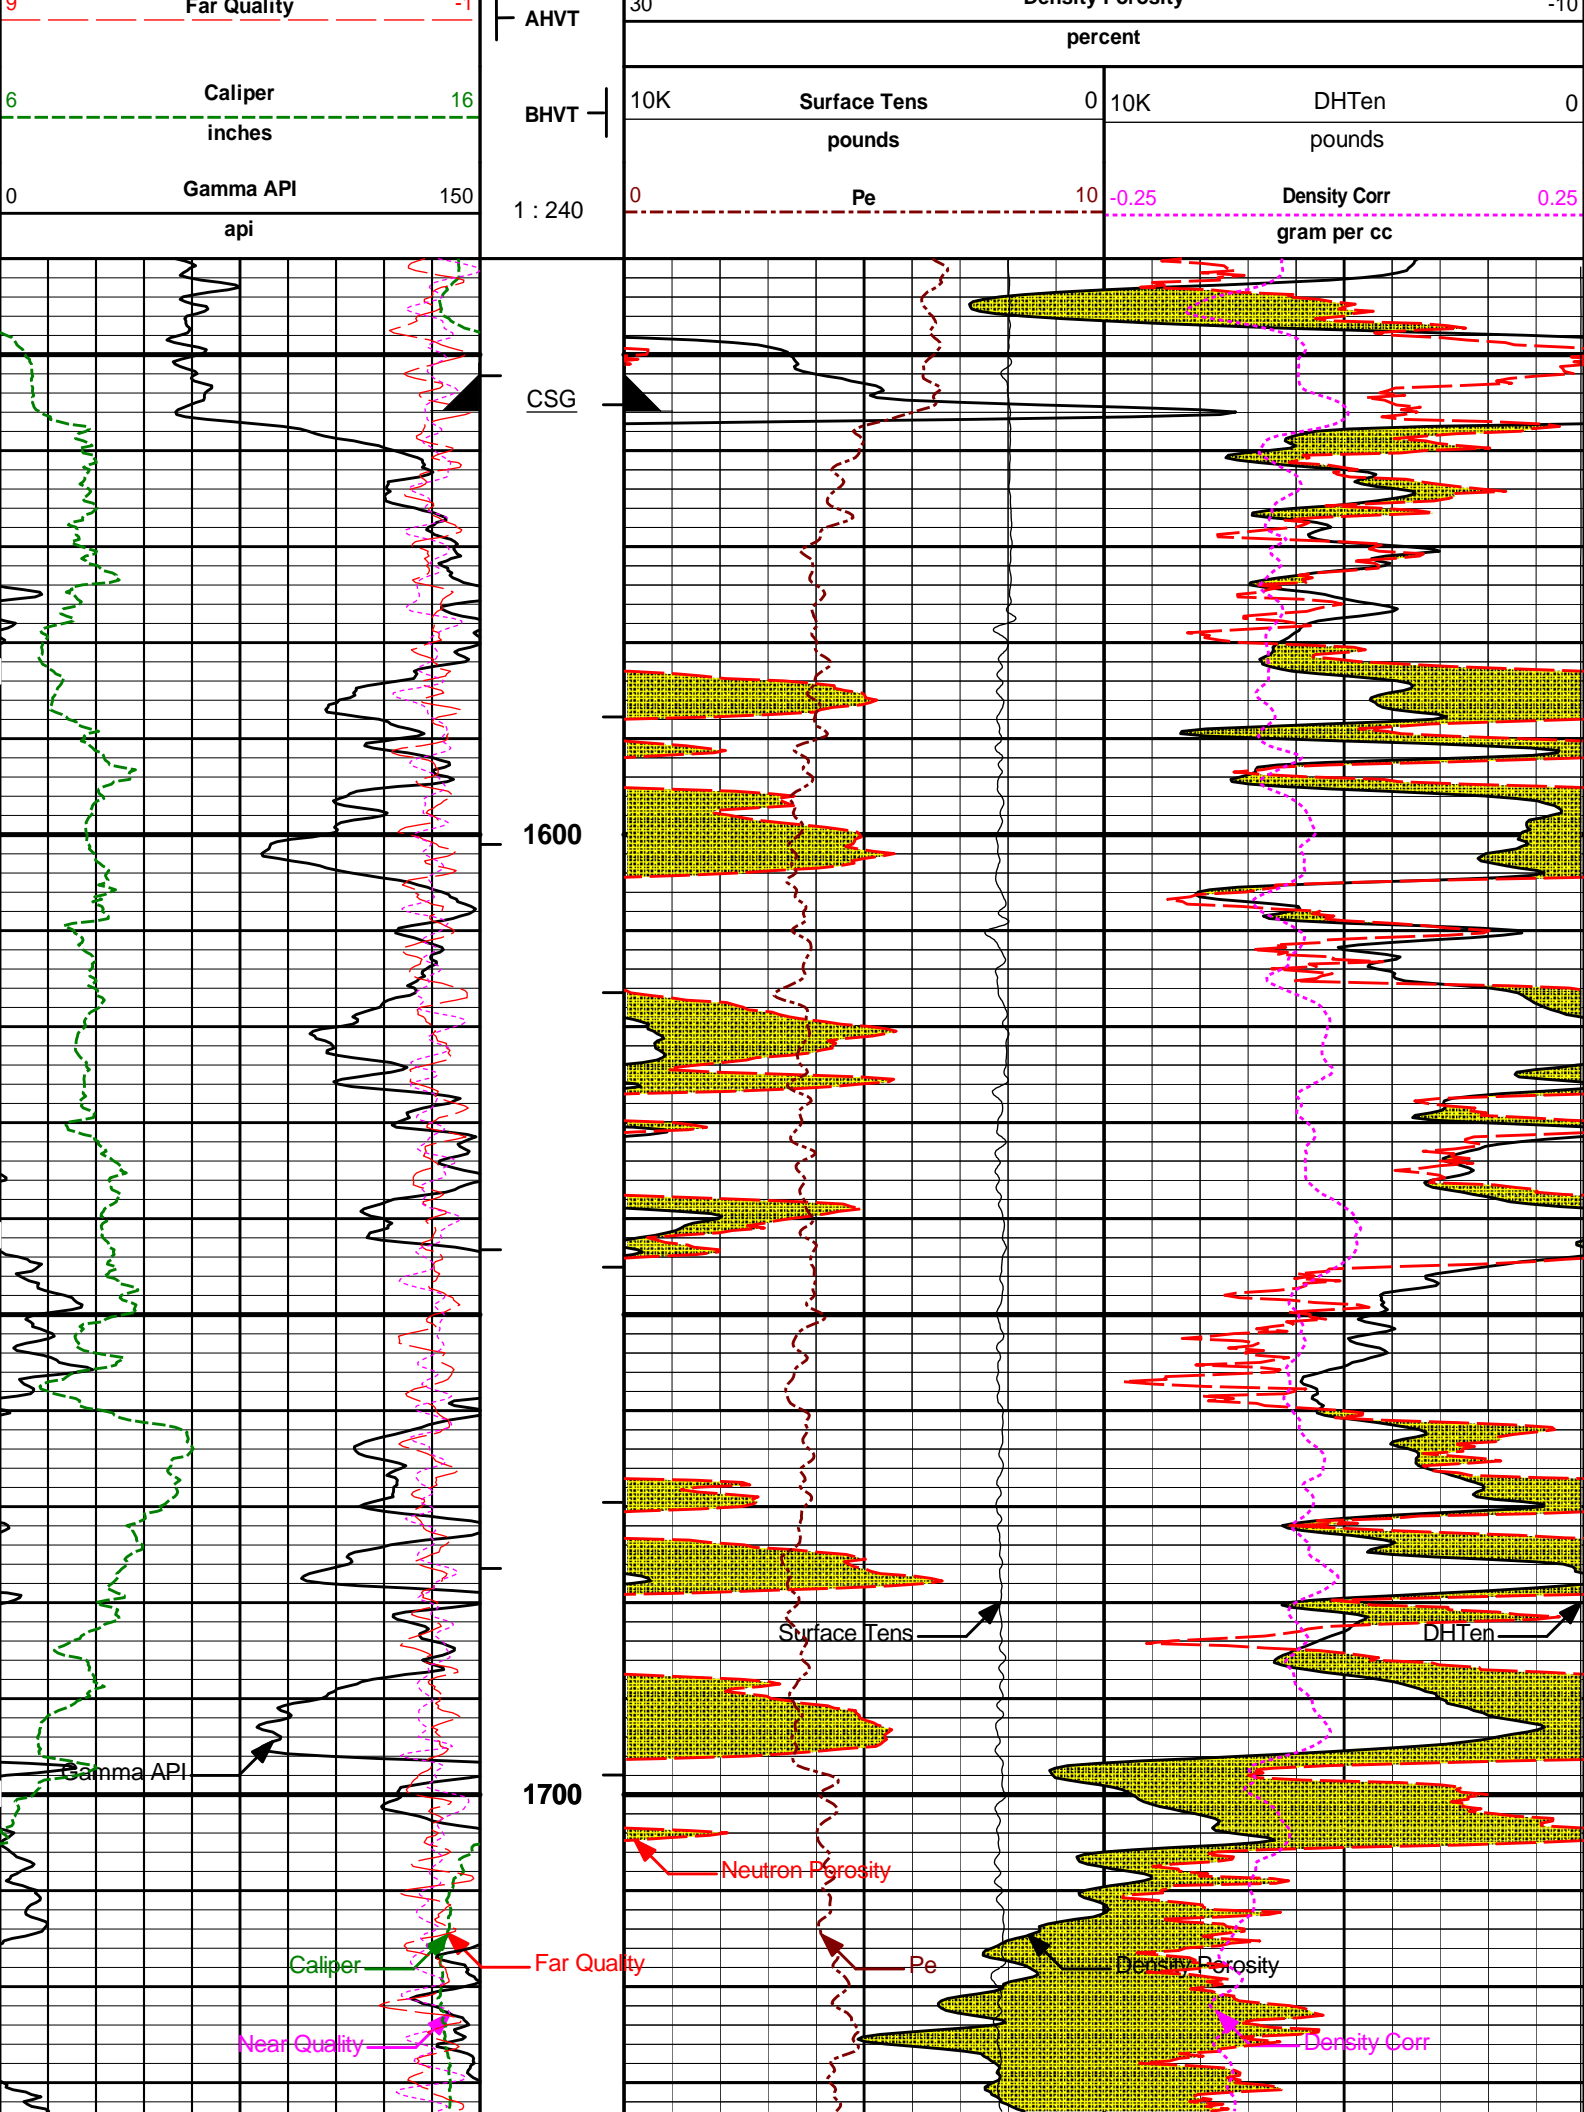 9 Far Quality -1
AHVT
30 Density Porosity -10
percent
6 Caliper 16
inches
BHVT
10K Surface Tens 0
pounds
10K DHTen 0
pounds
0 Gamma API 150
api
1 : 240
0 Pe 10
-0.25 Density Corr 0.25
gram per cc
CSG
1600
Surface Tens
DHTen
Gamma API
1700
Neutron Porosity
Caliper
Far Quality
Pe
Density Porosity
Near Quality
Density Corr